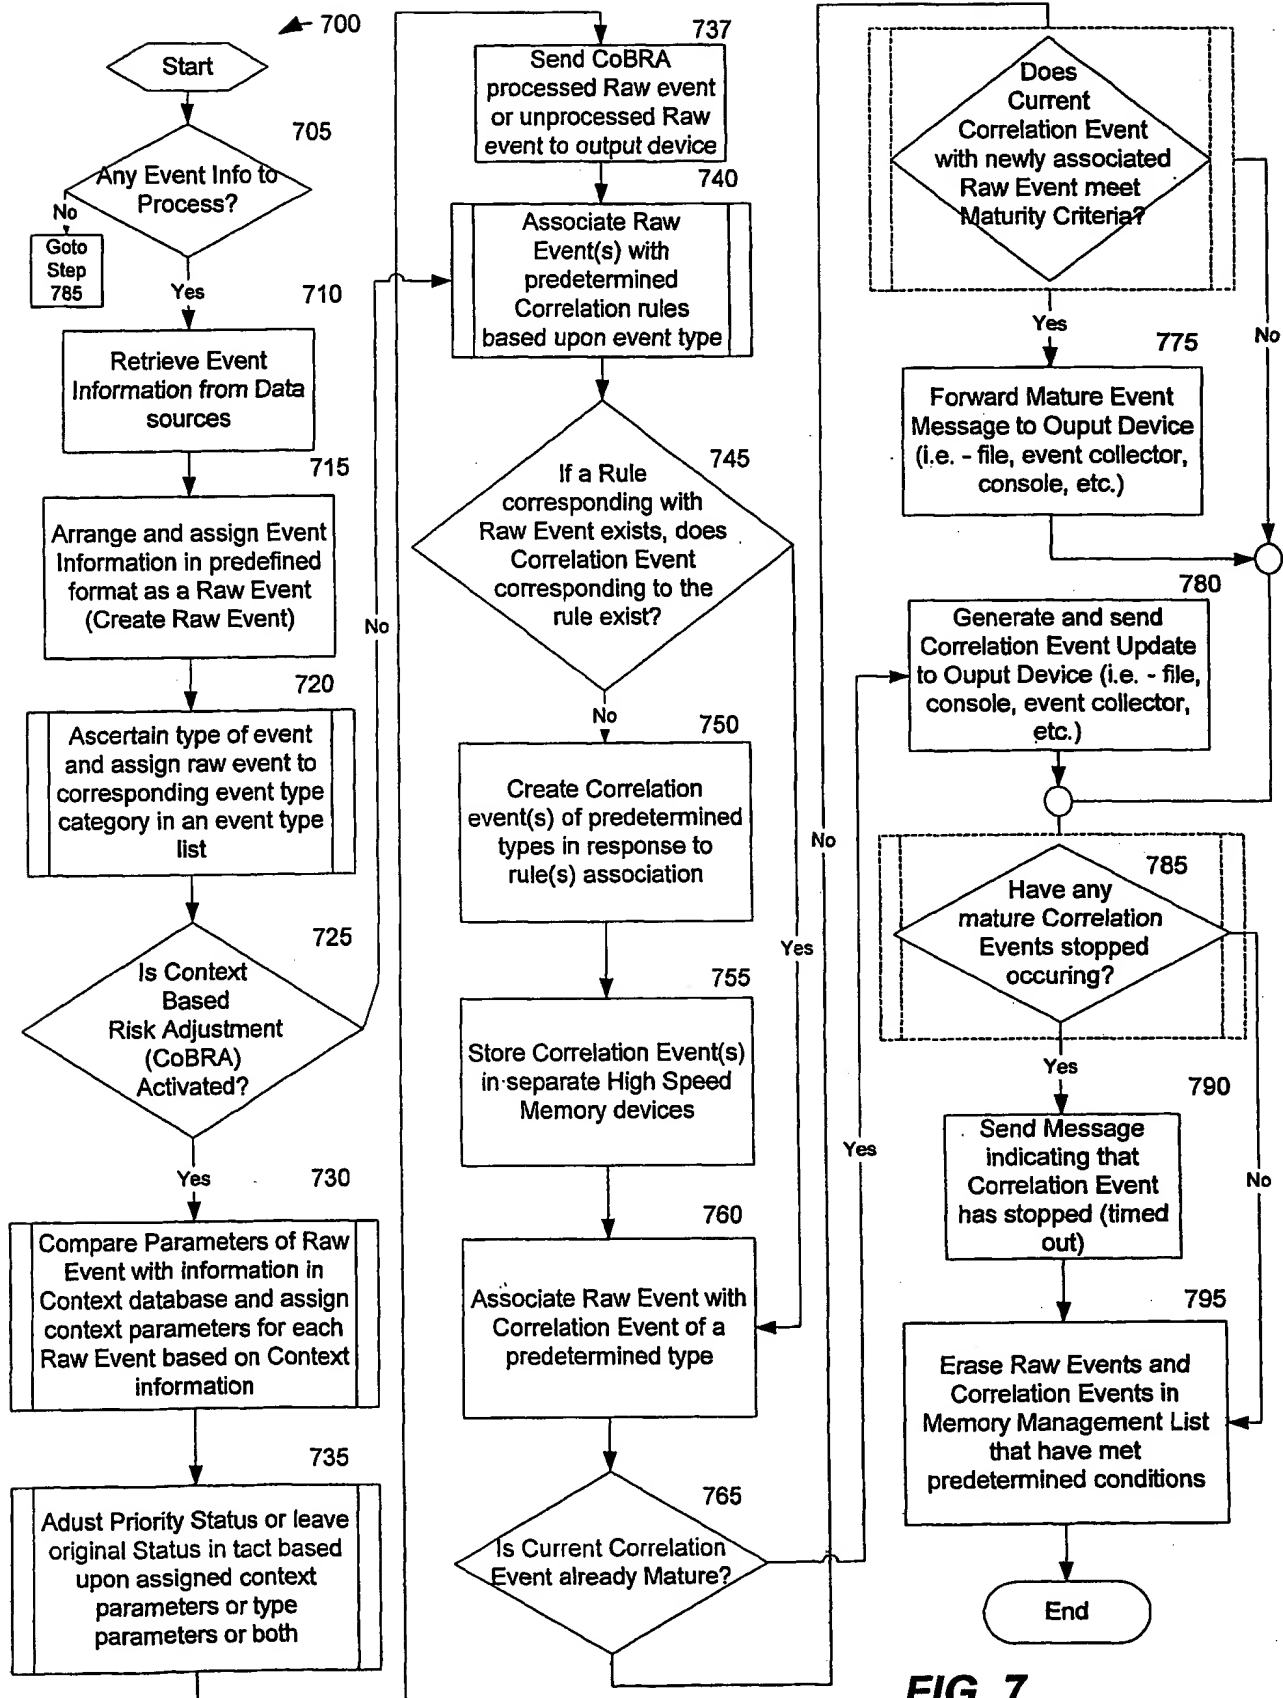 700
Start
705
Any Event Info to
Process?
No
Goto
Step
785
Yes
710
Retrieve Event
Information from Data
sources
715
Arrange and assign Event
Information in predefined
format as a Raw Event
(Create Raw Event)
720
Ascertain type of event
and assign raw event to
corresponding event type
category in an event type
list
725
Is Context
Based
Risk Adjustment
(CoBRA)
Activated?
No
Yes
730
Compare Parameters of Raw
Event with information in
Context database and assign
context parameters for each
Raw Event based on Context
information
735
Adust Priority Status or leave
original Status in tact based
upon assigned context
parameters or type
parameters or both
737
Send CoBRA
processed Raw event
or unprocessed Raw
event to output device
740
Associate Raw
Event(s) with
predetermined
Correlation rules
based upon event type
745
If a Rule
corresponding with
Raw Event exists, does
Correlation Event
corresponding to the
rule exist?
No
Yes
750
Create Correlation
event(s) of predetermined
types in response to
rule(s) association
755
Store Correlation Event(s)
in separate High Speed
Memory devices
760
Associate Raw Event with
Correlation Event of a
predetermined type
765
Is Current Correlation
Event already Mature?
No
Yes
Does
Current
Correlation Event
with newly associated
Raw Event meet
Maturity Criteria?
Yes
No
775
Forward Mature Event
Message to Ouput Device
(i.e. - file, event collector,
console, etc.)
780
Generate and send
Correlation Event Update
to Ouput Device (i.e. - file,
console, event collector,
etc.)
785
Have any
mature Correlation
Events stopped
occuring?
Yes
No
790
Send Message
indicating that
Correlation Event
has stopped (timed
out)
795
Erase Raw Events and
Correlation Events in
Memory Management List
that have met
predetermined conditions
End
FIG. 7